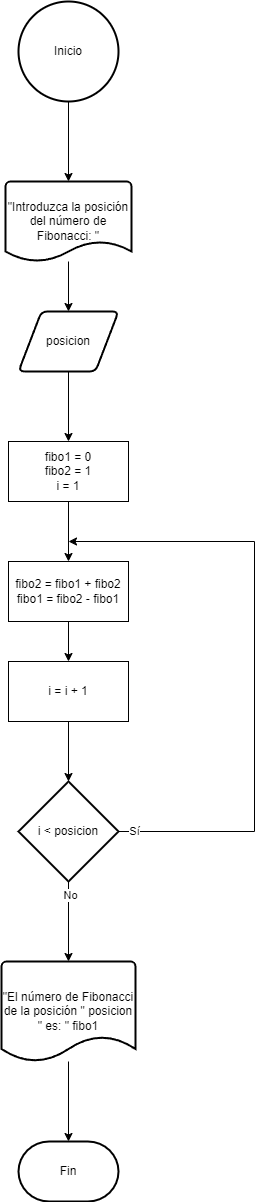 Inicio
"Introduzca la posición
del número de
Fibonacci: "
posicion
fibo1 = 0
fibo2 = 1
i = 1
fibo2 = fibo1 + fibo2
fibo1 = fibo2 - fibo1
i = i + 1
i < posicion
Sí
No
"El número de Fibonacci
de la posición " posicion
" es: " fibo1
Fin